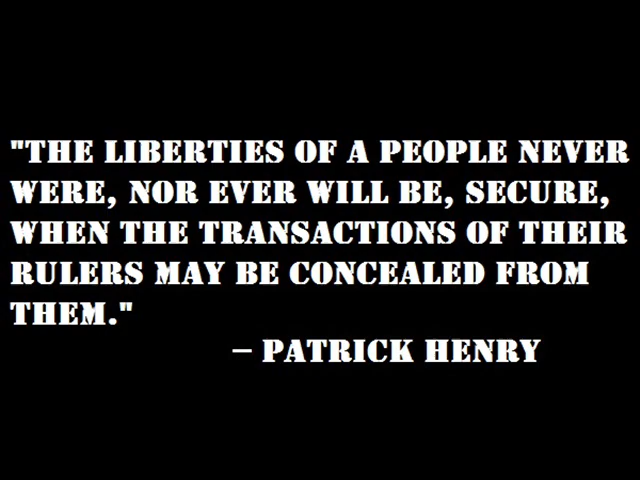 "THE LIBERTIES OF A PEOPLE NEVER
WERE, NOR EVER WILL BE, SECURE,
WHEN THE TRANSACTIONS OF THEIR
RULERS MAY BE CONCEALED FROM
THEM."
– PATRICK HENRY